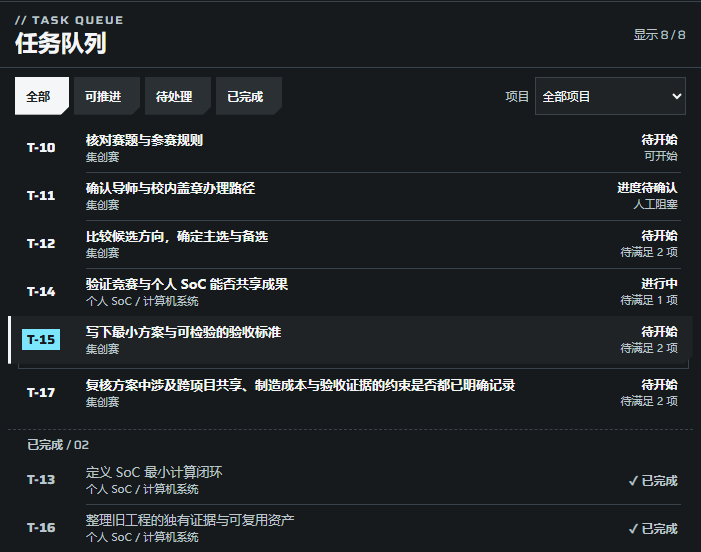 // TASK QUEUE
任务队列
显示 8 / 8
全部
可推进
待处理
已完成
项目
全部项目
T-10
核对赛题与参赛规则
集创赛
待开始
可开始
T-11
确认导师与校内盖章办理路径
集创赛
进度待确认
人工阻塞
T-12
比较候选方向，确定主选与备选
集创赛
待开始
待满足 2 项
T-14
验证竞赛与个人 SoC 能否共享成果
个人 SoC / 计算机系统
进行中
待满足 1 项
T-15
写下最小方案与可检验的验收标准
集创赛
待开始
待满足 2 项
T-17
复核方案中涉及跨项目共享、制造成本与验收证据的约束是否都已明确记录
集创赛
待开始
待满足 2 项
已完成 / 02
T-13
定义 SoC 最小计算闭环
个人 SoC / 计算机系统
✓ 已完成
T-16
整理旧工程的独有证据与可复用资产
个人 SoC / 计算机系统
✓ 已完成